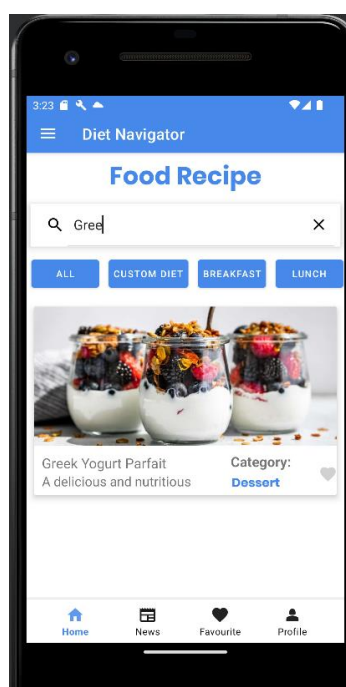 3:23
Diet Navigator
Food Recipe
Gree
ALL CUSTOM DIET BREAKFAST LUNCH
Greek Yogurt Parfait Category:
A delicious and nutritious Dessert
Home News Favourite Profile